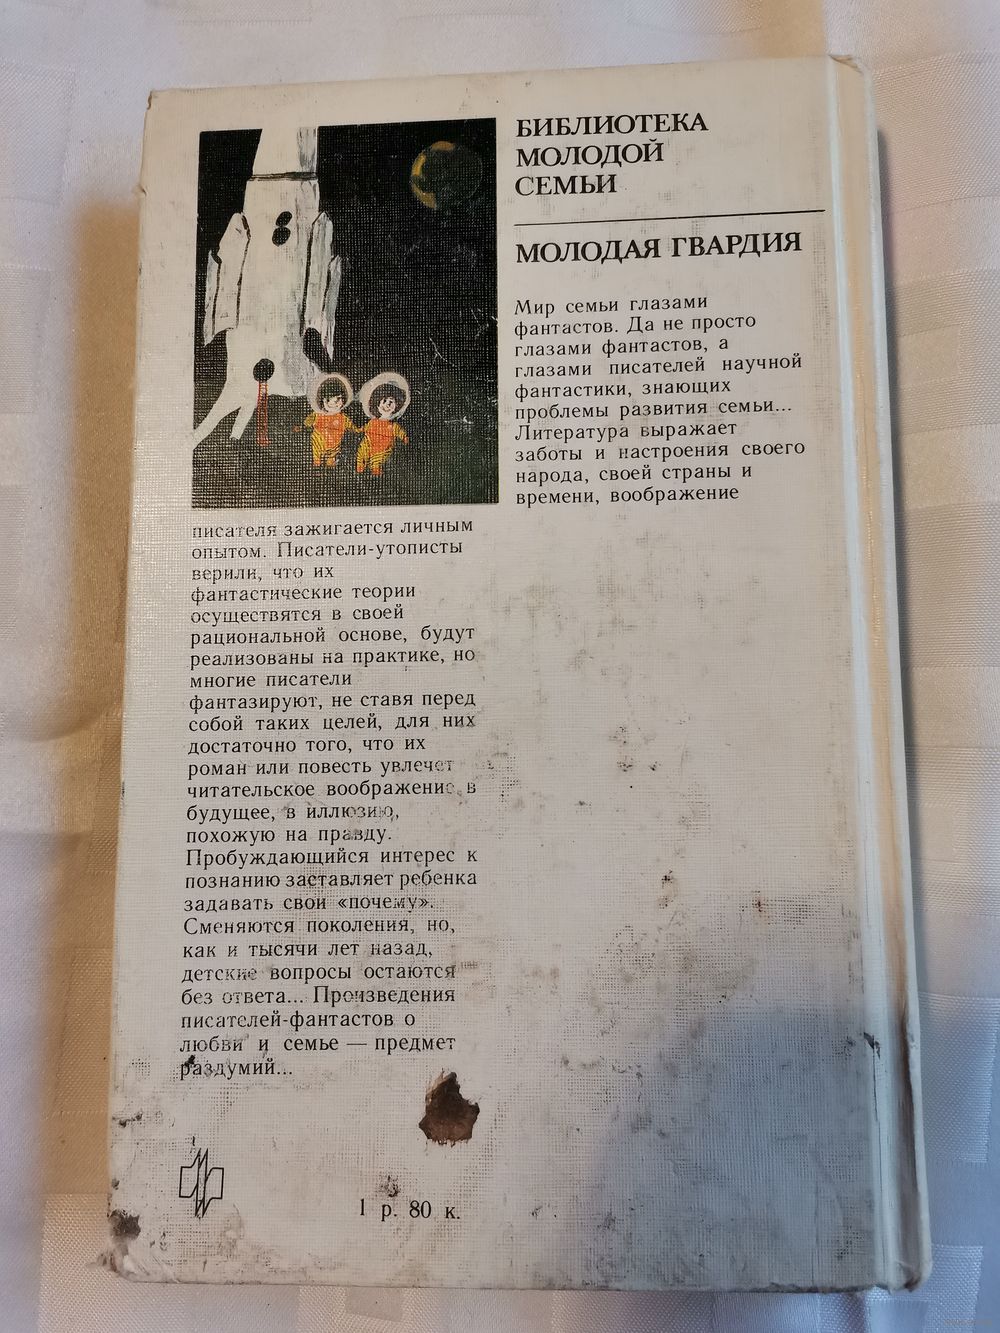 БИБЛИОТЕКА
МОЛОДОЙ
СЕМЬИ
МОЛОДАЯ ГВАРДИЯ
Мир семьи глазами
фантастов. Да не просто
глазами фантастов, а
глазами писателей научной
фантастики, знающих
проблемы развития семьи...
Литература выражает
заботы и настроения своего
народа, своей страны и
времени, воображение
писателя зажигается личным
опытом. Писатели-утописты
верили, что их
фантастические теории
осуществятся в своей
рациональной основе, будут
реализованы на практике, но
многие писатели
фантазируют, не ставя перед
собой таких целей, для них
достаточно того, что их
роман или повесть увлечет
читательское воображение в
будущее, в иллюзию,
похожую на правду.
Пробуждающийся интерес к
познанию заставляет ребенка
задавать свои «почему».
Сменяются поколения, но,
как и тысячи лет назад,
детские вопросы остаются
без ответа... Произведения
писателей-фантастов о
любви и семье — предмет
раздумий...
1 р. 80 к.